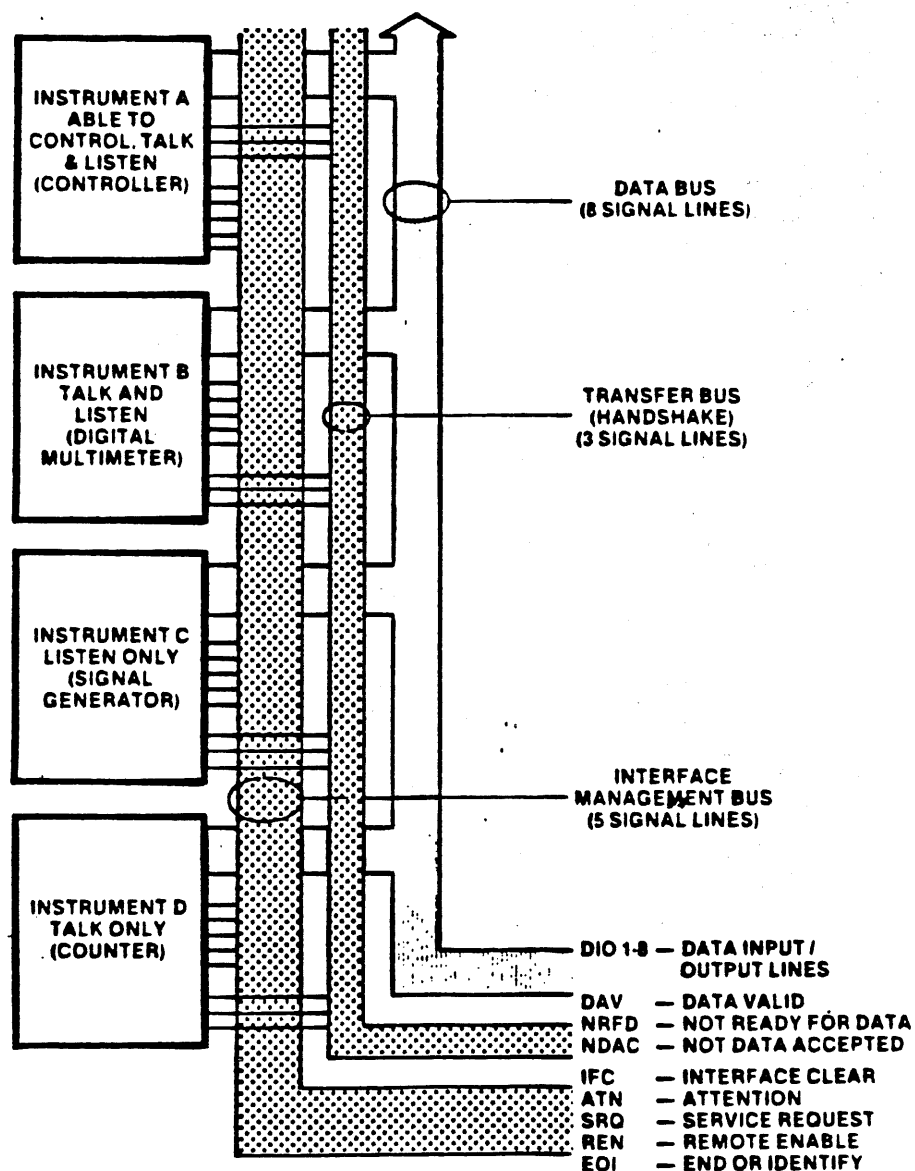 INSTRUMENT A
ABLE TO
CONTROL, TALK
& LISTEN
(CONTROLLER)
DATA BUS
(8 SIGNAL LINES)
INSTRUMENT B
TALK AND
LISTEN
(DIGITAL
MULTIMETER)
TRANSFER BUS
(HANDSHAKE)
(3 SIGNAL LINES)
INSTRUMENT C
LISTEN ONLY
(SIGNAL
GENERATOR)
INTERFACE
MANAGEMENT BUS
(5 SIGNAL LINES)
INSTRUMENT D
TALK ONLY
(COUNTER)
DIO 1-8 — DATA INPUT /
OUTPUT LINES
DAV — DATA VALID
NRFD — NOT READY FOR DATA
NDAC — NOT DATA ACCEPTED
IFC — INTERFACE CLEAR
ATN — ATTENTION
SRQ — SERVICE REQUEST
REN — REMOTE ENABLE
EOI — END OR IDENTIFY